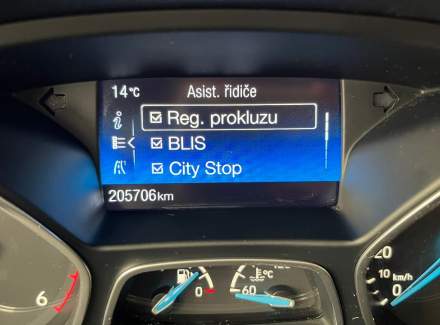 14°C Asist. řidiče
Reg. prokluzu
BLIS
City Stop
205706km
6
0
60
°C
20
10 km/h
0